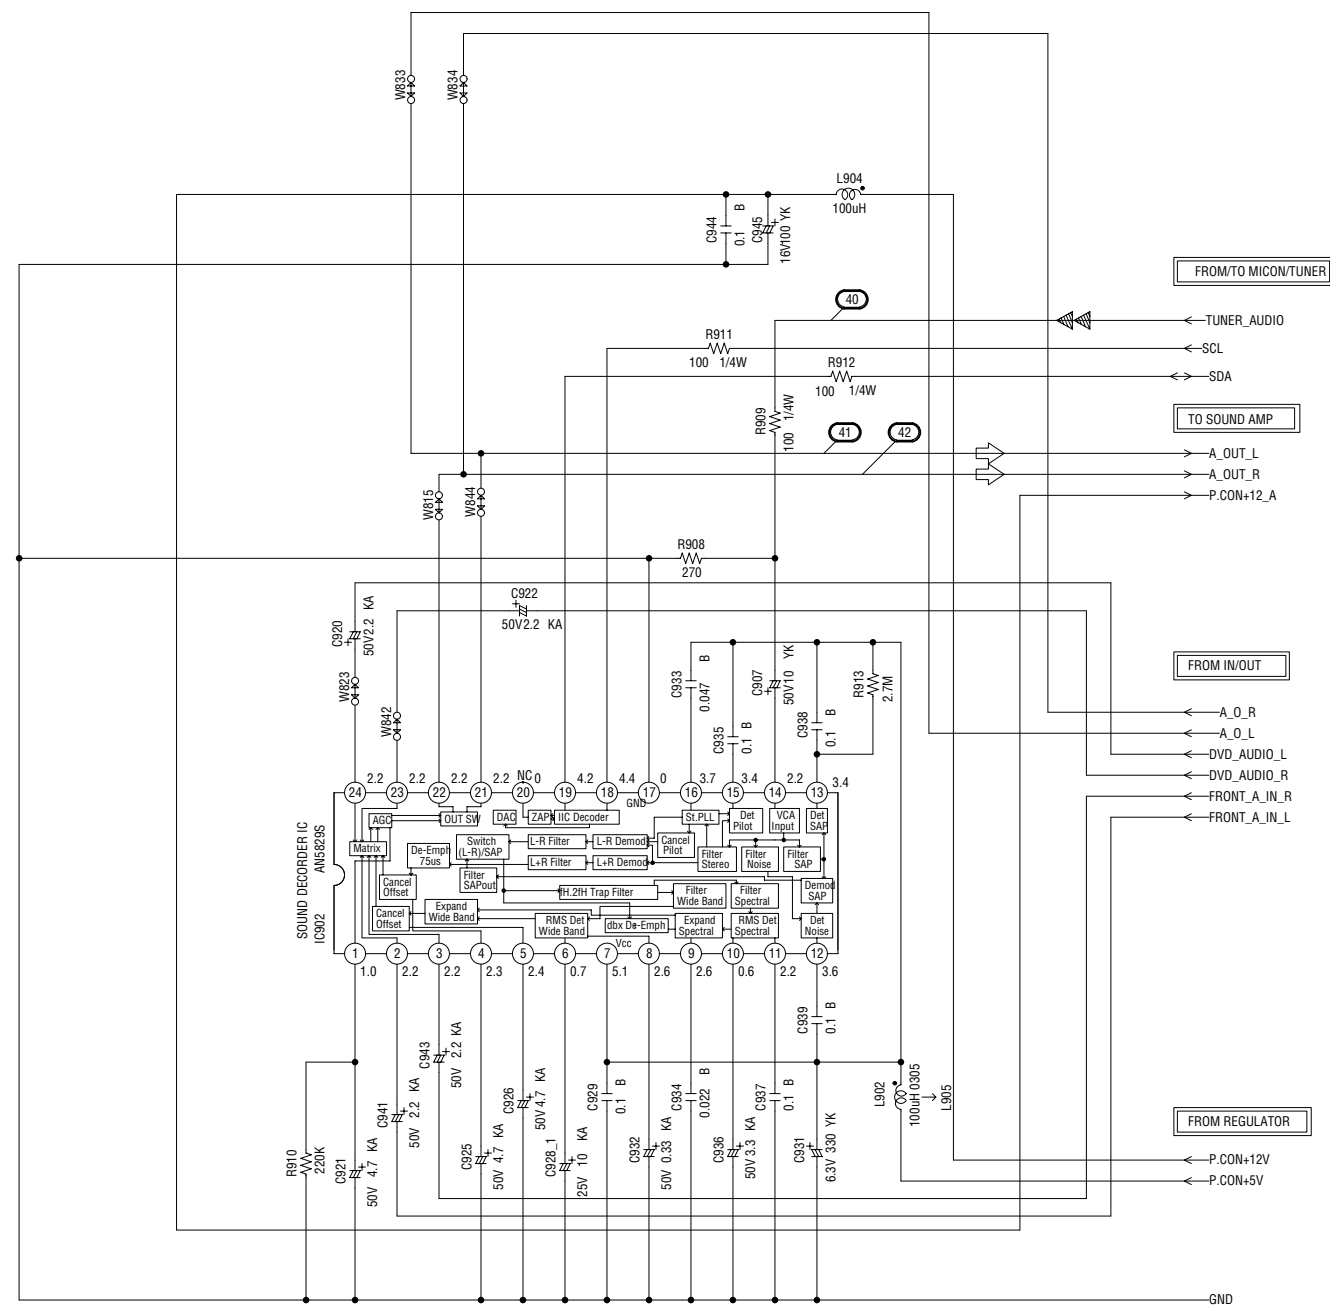 W833
W834
L904
100uH
C944
0.1 B
C945
16V100 YK
FROM/TO MICON/TUNER
40
TUNER_AUDIO
R911
100 1/4W
SCL
R912
100 1/4W
SDA
R909
100 1/4W
TO SOUND AMP
41
42
A_OUT_L
A_OUT_R
P.CON+12_A
W815
W844
R908
270
C920
50V2.2 KA
C922
50V2.2 KA
W823
W842
C933
0.047 B
C935
0.1 B
C907
50V10 YK
C938
0.1 B
R913
2.7M
FROM IN/OUT
A_O_R
A_O_L
DVD_AUDIO_L
DVD_AUDIO_R
FRONT_A_IN_R
FRONT_A_IN_L
NC
24 2.2 23 2.2 22 2.2 21 2.2 20 0 19 4.2 18 4.4 17 0 16 3.7 15 3.4 14 2.2 13 3.4
GND
SOUND DECORDER IC
IC902 AN5829S
AGC
OUT SW
DAC
ZAP
IIC Decoder
St.PLL
Det Pilot
VCA Input
Det SAP
Matrix
De-Emph 75us
Switch (L-R)/SAP
L-R Filter
L-R Demod
Cancel Pilot
L+R Filter
L+R Demod
Filter Stereo
Filter Noise
Filter SAP
Cancel Offset
Filter SAPout
fH.2fH Trap Filter
Filter Wide Band
Filter Spectral
Demod SAP
Cancel Offset
Expand Wide Band
RMS Det Wide Band
dbx De-Emph
Expand Spectral
RMS Det Spectral
Det Noise
Vcc
1 1.0 2 2.2 3 2.2 4 2.3 5 2.4 6 0.7 7 5.1 8 2.6 9 2.6 10 0.6 11 2.2 12 3.6
C939
0.1 B
R910
220K
C921
50V 4.7 KA
C941
50V 2.2 KA
C943
50V 2.2 KA
C925
50V 4.7 KA
C926
50V 4.7 KA
C928_1
25V 10 KA
C929
0.1 B
C932
50V 0.33 KA
C934
0.022 B
C936
50V 3.3 KA
C937
0.1 B
C931
6.3V 330 YK
L902
100uH 0305
L905
FROM REGULATOR
P.CON+12V
P.CON+5V
GND